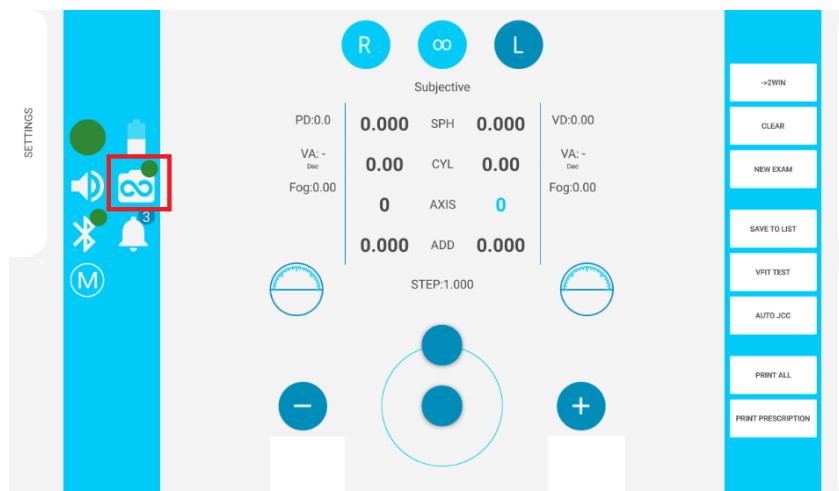 SETTINGS
3
M
R ∞ L
Subjective
PD:0.0 0.000 SPH 0.000 VD:0.00
VA: - 0.00 CYL 0.00 VA: -
Dec Dec
Fog:0.00 Fog:0.00
0 AXIS 0
0.000 ADD 0.000
STEP:1.000
− +
->2WIN
CLEAR
NEW EXAM
SAVE TO LIST
VFIT TEST
AUTO JCC
PRINT ALL
PRINT PRESCRIPTION